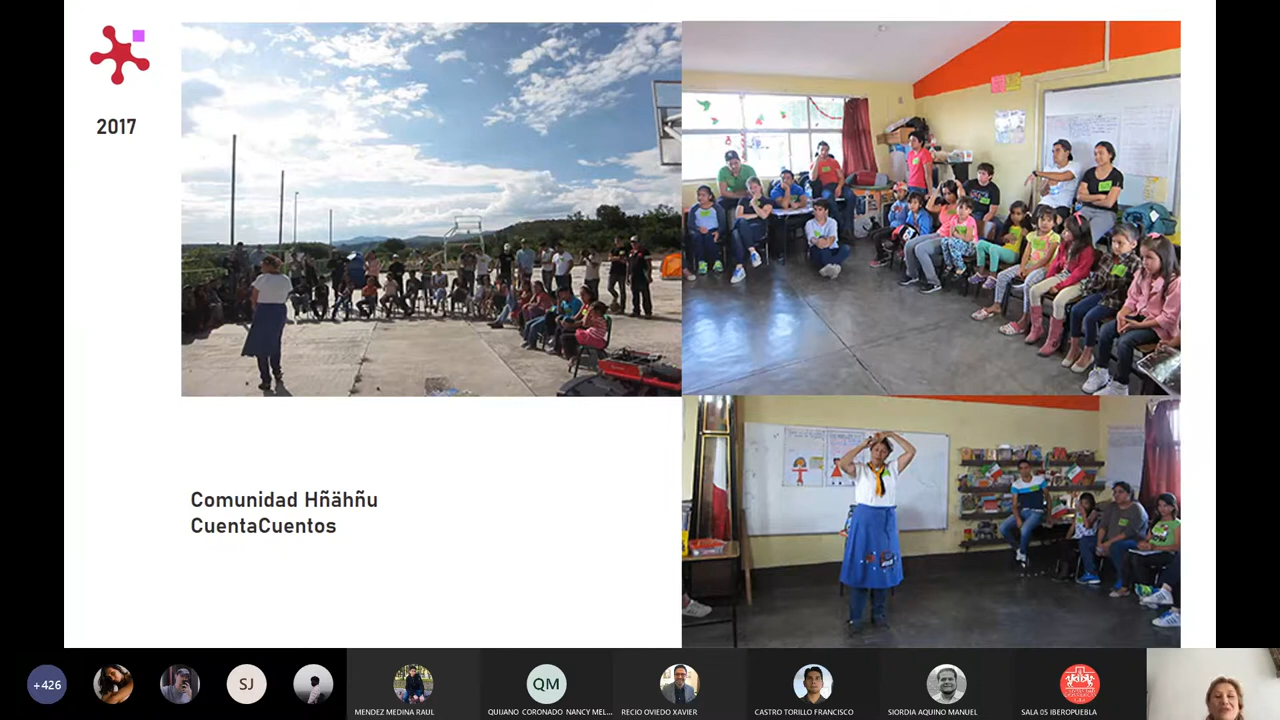 2017
Comunidad Hñähñu
CuentaCuentos
+426
SJ
QM
MENDEZ MEDINA RAUL
QUIJANO CORONADO NANCY MEL...
RECIO OVIEDO XAVIER
CASTRO TORILLO FRANCISCO
SIORDIA AQUINO MANUEL
SALA 05 IBEROPUEBLA